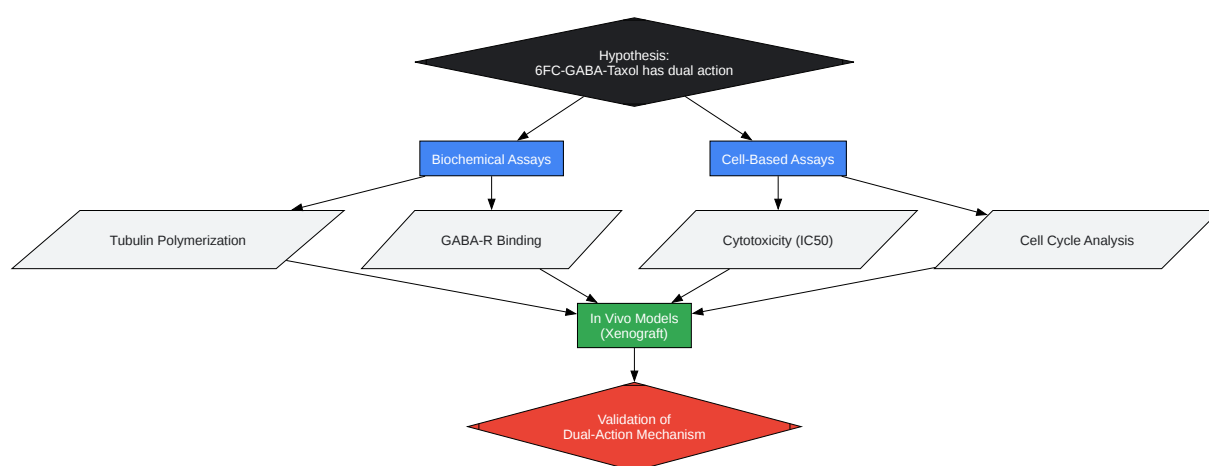 Hypothesis:
6FC-GABA-Taxol has dual action
Biochemical Assays
Cell-Based Assays
Tubulin Polymerization
GABA-R Binding
Cytotoxicity (IC50)
Cell Cycle Analysis
In Vivo Models
(Xenograft)
Validation of
Dual-Action Mechanism